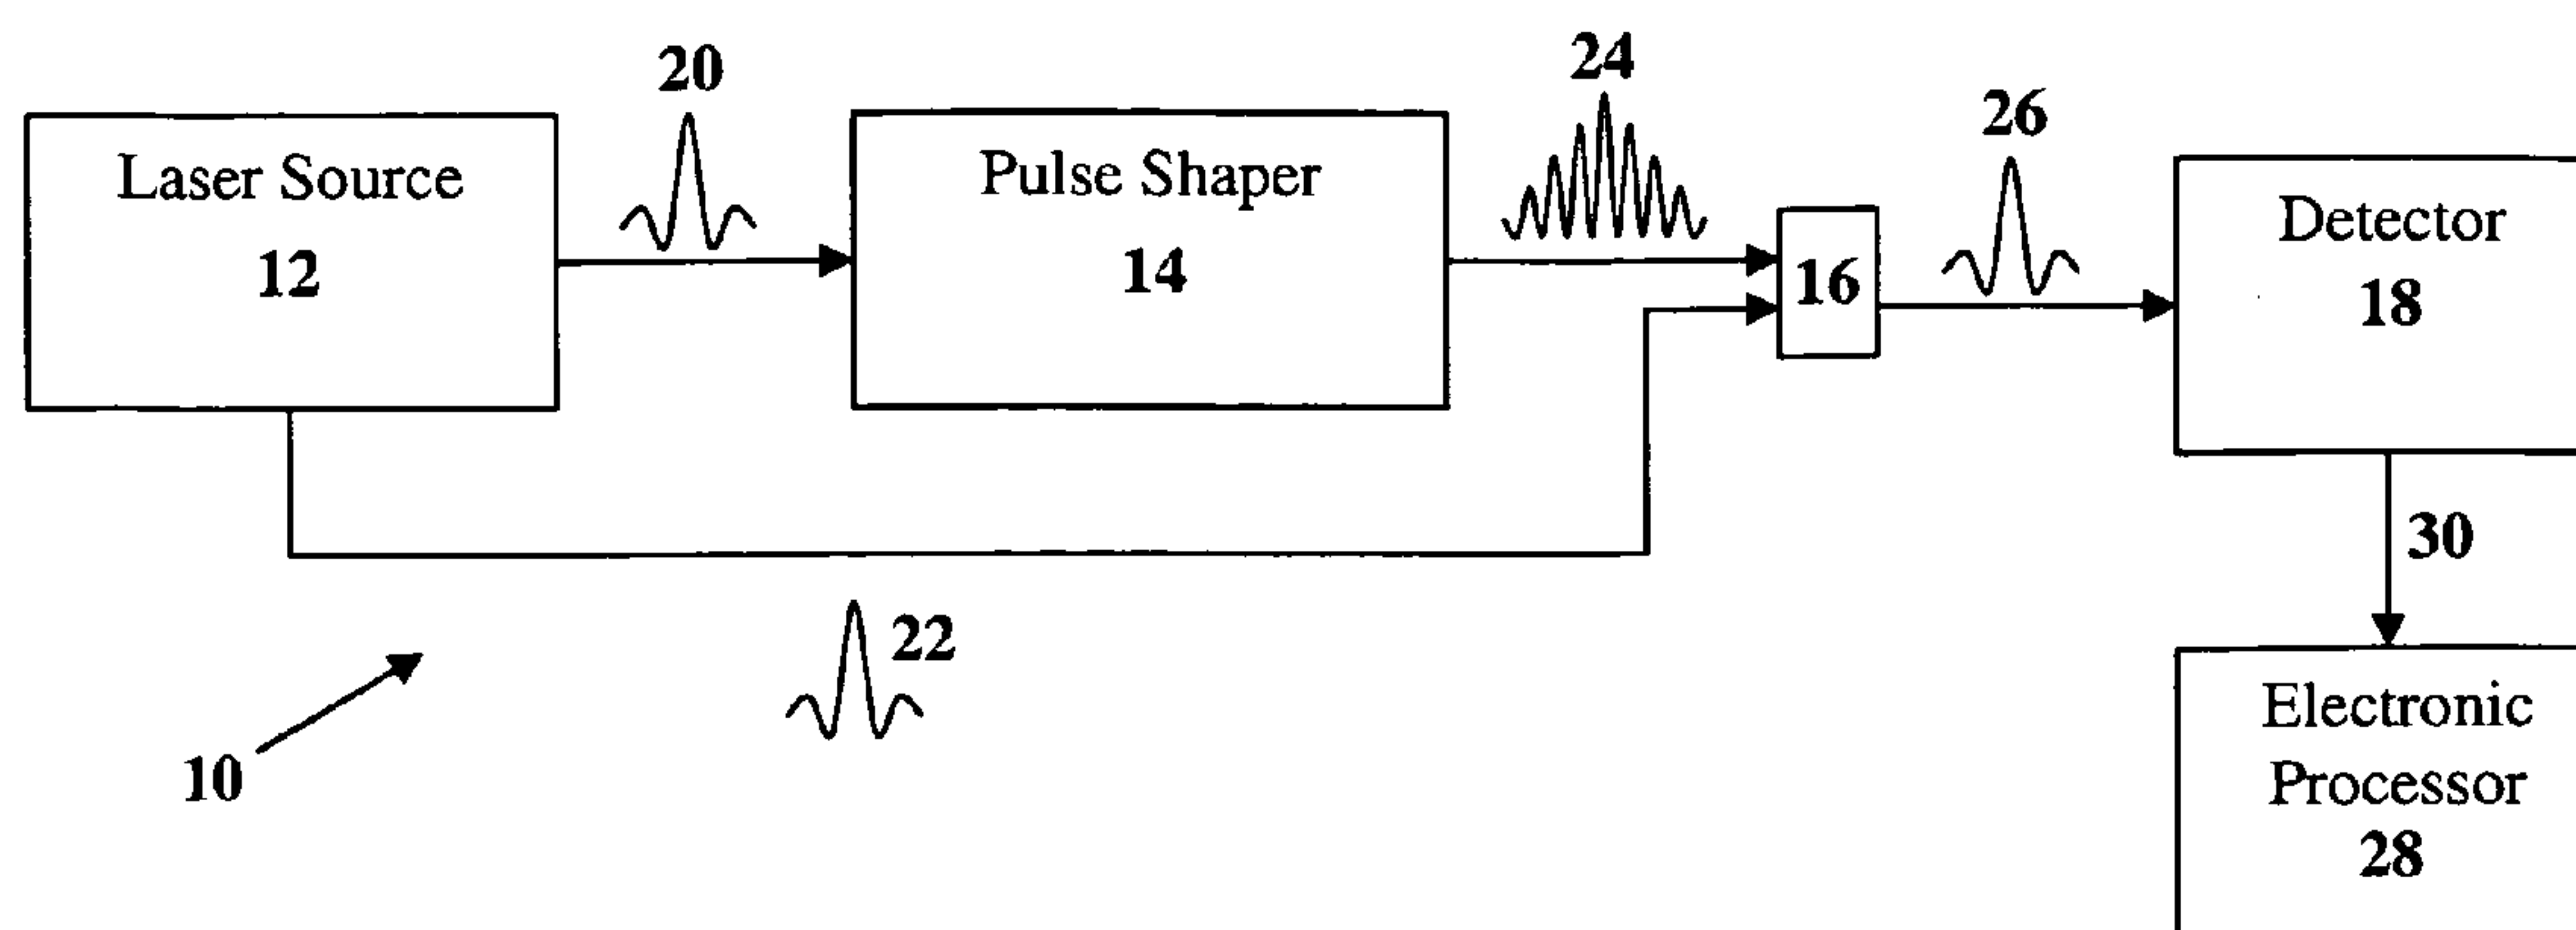 20
24
26
Laser Source
12
Pulse Shaper
14
16
Detector
18
30
22
10
Electronic
Processor
28